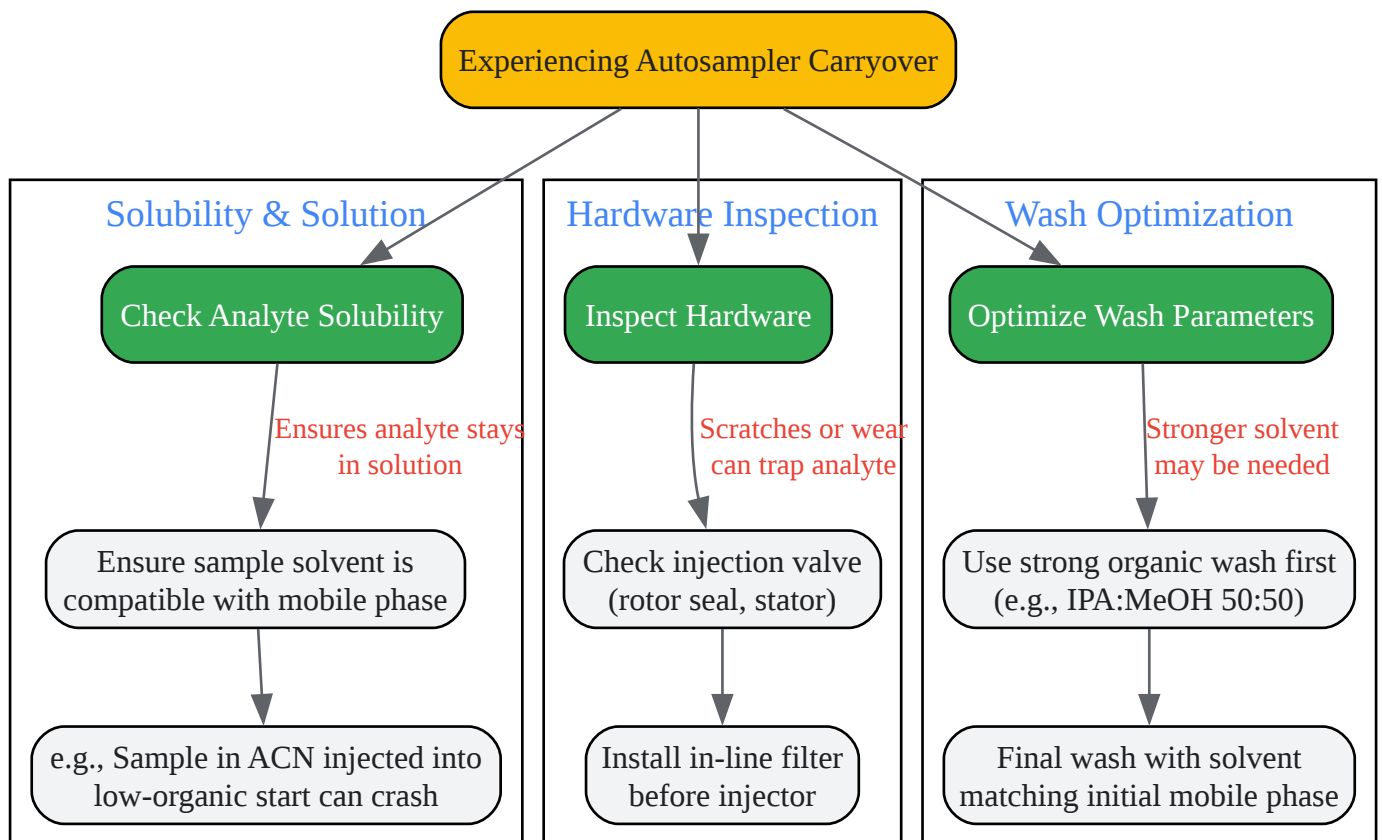 Experiencing Autosampler Carryover
Solubility & Solution
Check Analyte Solubility
Ensures analyte stays
in solution
Ensure sample solvent is
compatible with mobile phase
e.g., Sample in ACN injected into
low-organic start can crash
Hardware Inspection
Inspect Hardware
Scratches or wear
can trap analyte
Check injection valve
(rotor seal, stator)
Install in-line filter
before injector
Wash Optimization
Optimize Wash Parameters
Stronger solvent
may be needed
Use strong organic wash first
(e.g., IPA:MeOH 50:50)
Final wash with solvent
matching initial mobile phase